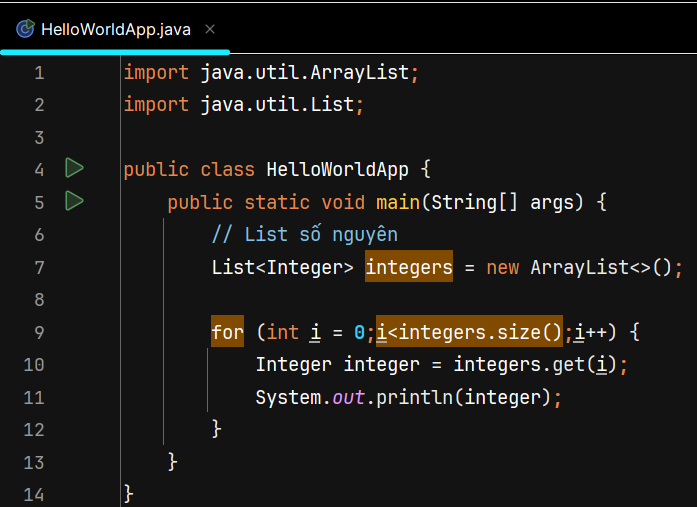 HelloWorldApp.java ×
1 import java.util.ArrayList;
2 import java.util.List;
3
4 public class HelloWorldApp {
5 public static void main(String[] args) {
6 // List số nguyên
7 List<Integer> integers = new ArrayList<>();
8
9 for (int i = 0;i<integers.size();i++) {
10 Integer integer = integers.get(i);
11 System.out.println(integer);
12 }
13 }
14 }